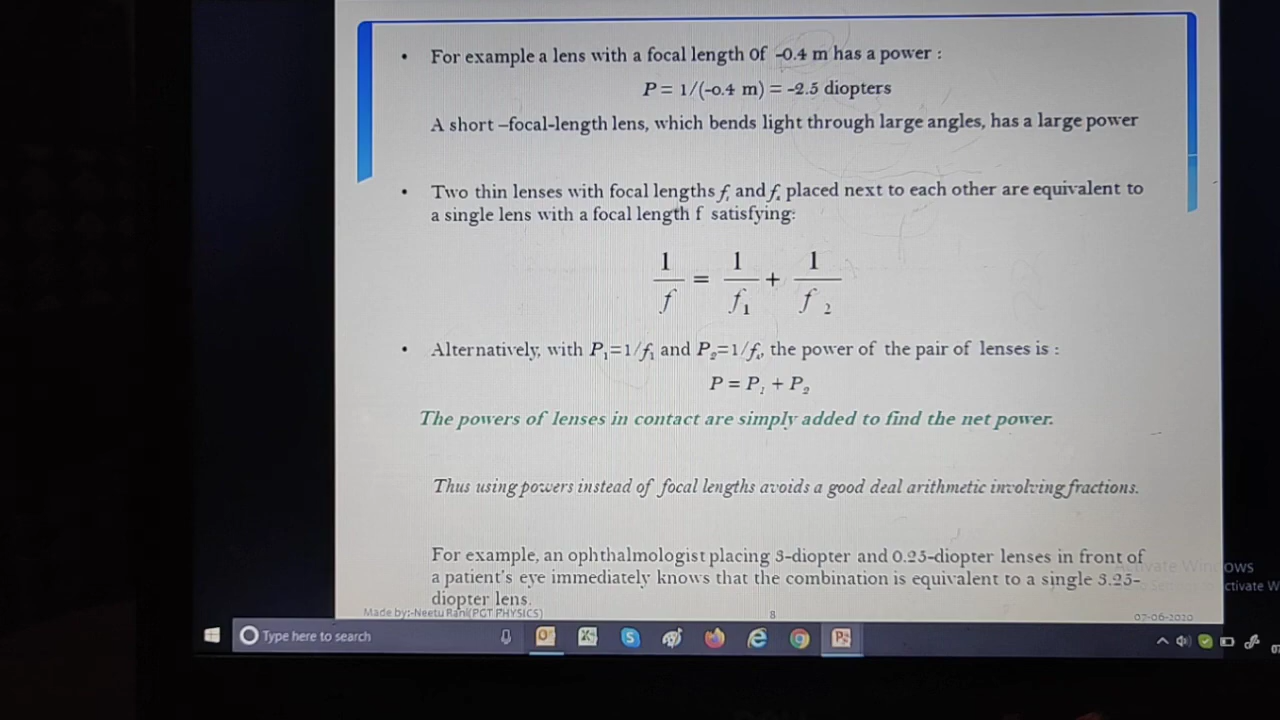 • For example a lens with a focal length 0f -0.4 m has a power :
P = 1/(-0.4 m) = -2.5 diopters
A short –focal-length lens, which bends light through large angles, has a large power
• Two thin lenses with focal lengths f₁ and f₂ placed next to each other are equivalent to
a single lens with a focal length f satisfying:
1/f = 1/f₁ + 1/f₂
• Alternatively, with P₁=1/f₁ and P₂=1/f₂, the power of the pair of lenses is :
P = P₁ + P₂
The powers of lenses in contact are simply added to find the net power.
Thus using powers instead of focal lengths avoids a good deal arithmetic involving fractions.
For example, an ophthalmologist placing 3-diopter and 0.25-diopter lenses in front of
a patient's eye immediately knows that the combination is equivalent to a single 3.25-
diopter lens.
Made by:-Neetu Rani(PGT PHYSICS) 8 07-06-2020
Type here to search